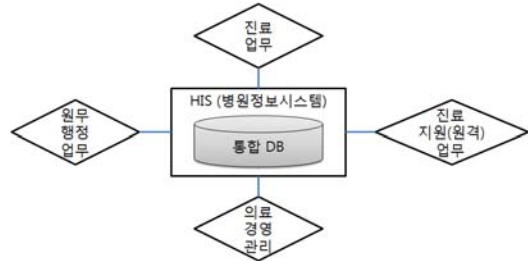 진료
업무
HIS (병원정보시스템)
원무
행정
업무
통합 DB
진료
지원(원격)
업무
의료
경영
관리